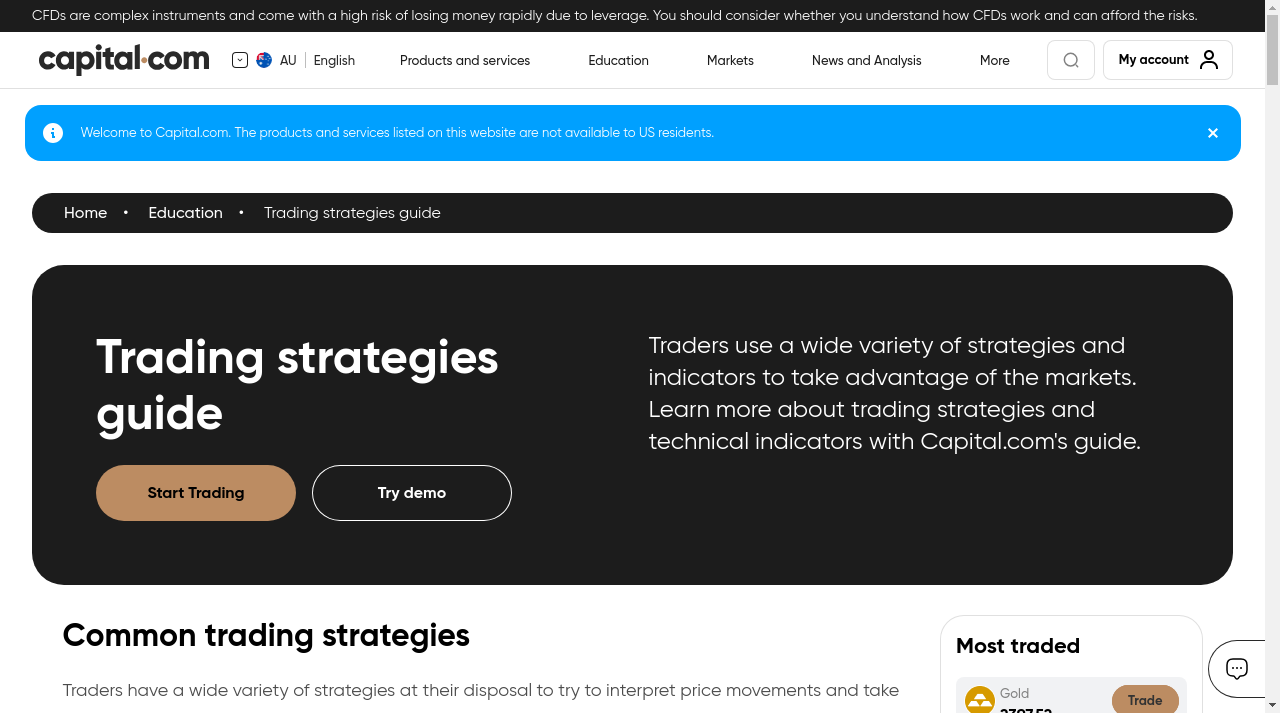 CFDs are complex instruments and come with a high risk of losing money rapidly due to leverage. You should consider whether you understand how CFDs work and can afford the risks.
capital.com
AU English Products and services Education Markets News and Analysis More My account
Welcome to Capital.com. The products and services listed on this website are not available to US residents.
Home • Education • Trading strategies guide
Trading strategies
guide
Traders use a wide variety of strategies and
indicators to take advantage of the markets.
Learn more about trading strategies and
technical indicators with Capital.com's guide.
Start Trading Try demo
Common trading strategies
Traders have a wide variety of strategies at their disposal to try to interpret price movements and take
Most traded
Gold
Trade